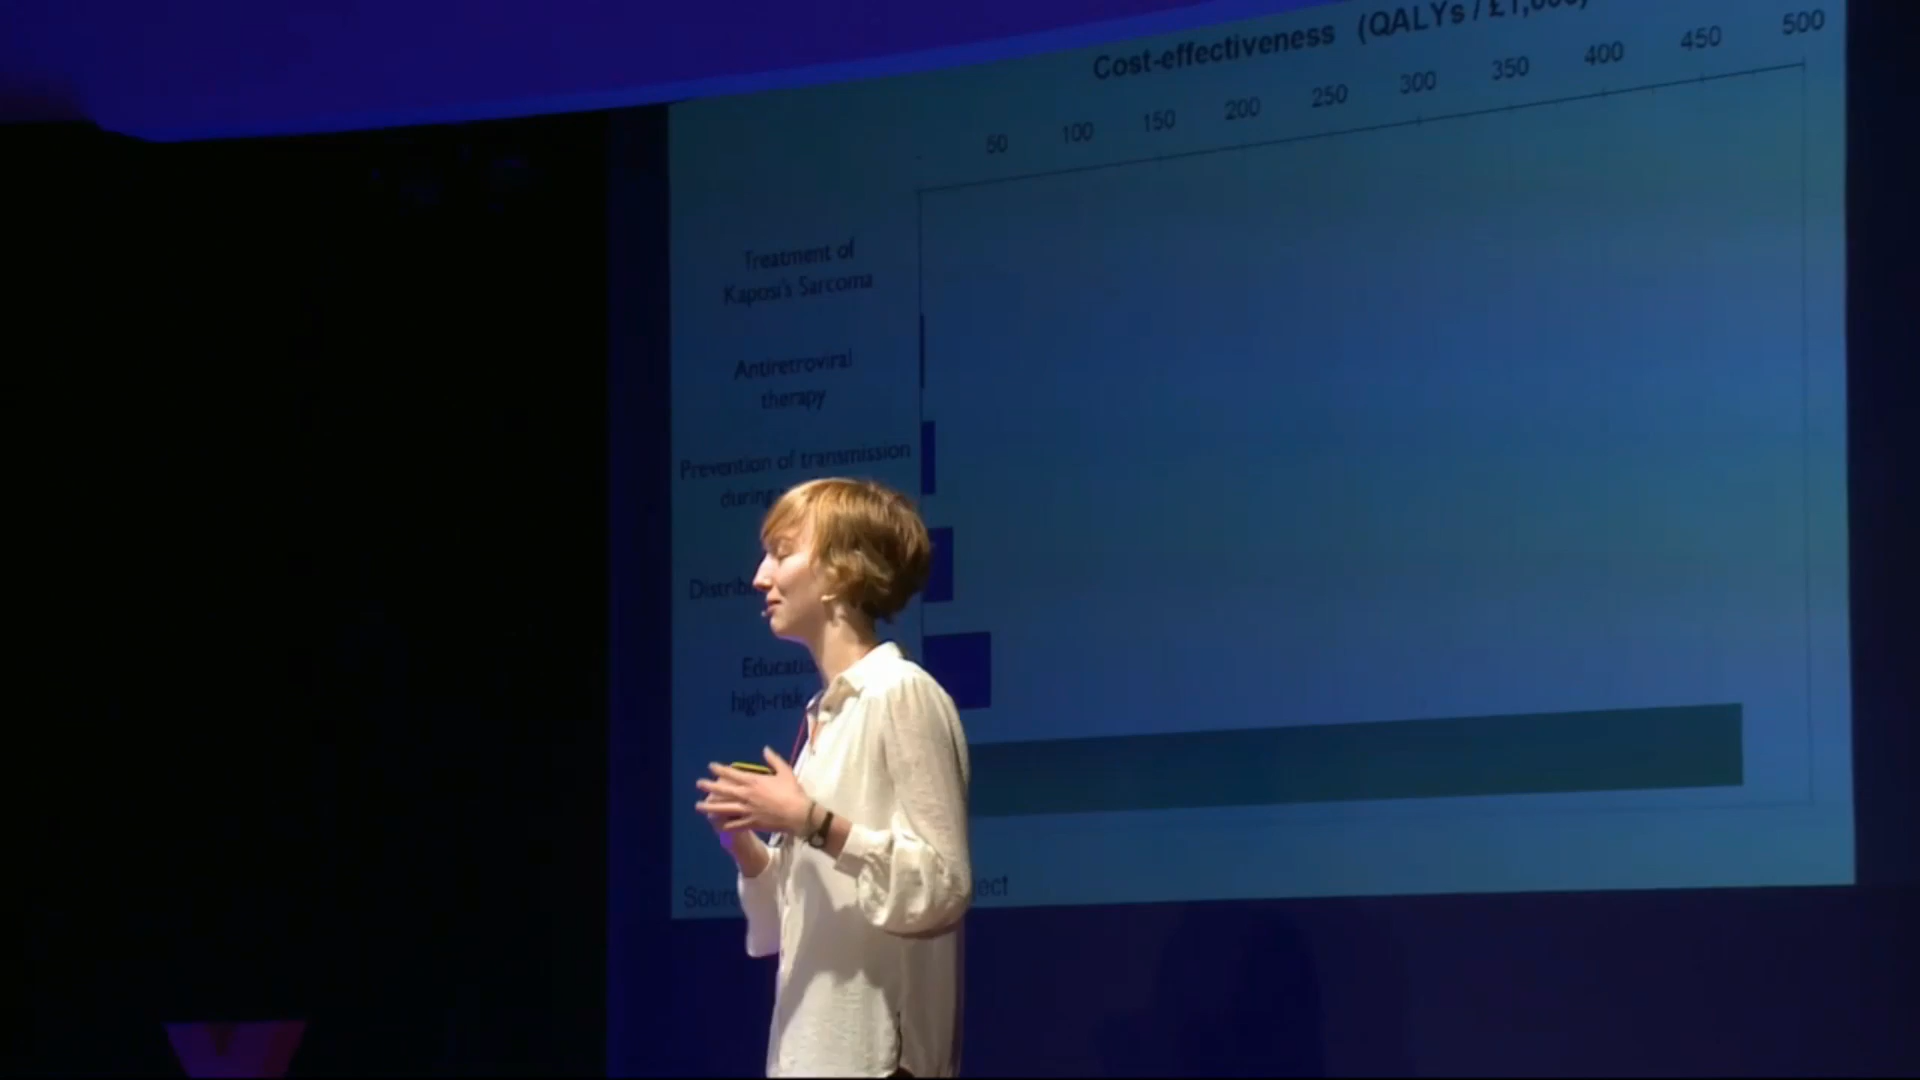 Cost-effectiveness (QALYs / £1,000)
50 100 150 200 250 300 350 400 450 500
Treatment of
Kaposi's Sarcoma
Antiretroviral
therapy
Prevention of transmission
during
high-risk